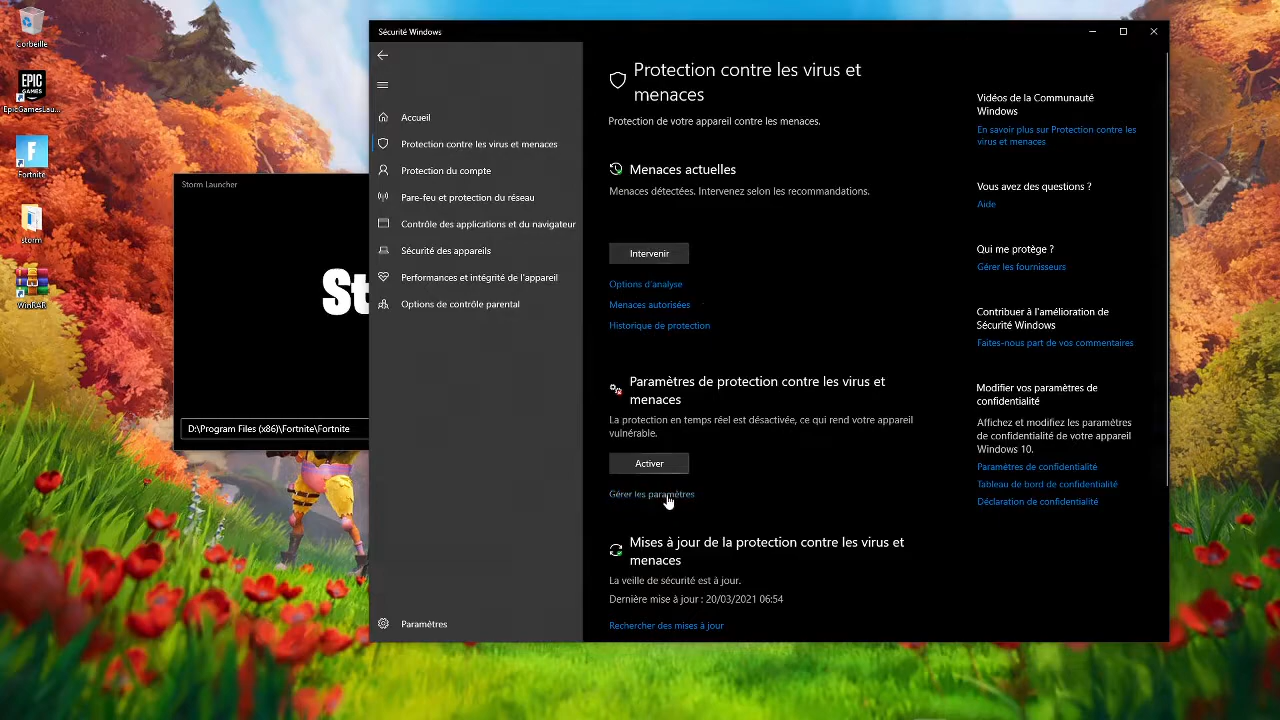 Corbeille
EPIC
GAMES
EpicGamesLau...
F
Fortnite
storm
WinRAR
Storm Launcher
St
D:\Program Files (x86)\Fortnite\Fortnite
Sécurité Windows
Accueil
Protection contre les virus et menaces
Protection du compte
Pare-feu et protection du réseau
Contrôle des applications et du navigateur
Sécurité des appareils
Performances et intégrité de l'appareil
Options de contrôle parental
Paramètres
Protection contre les virus et
menaces
Protection de votre appareil contre les menaces.
Menaces actuelles
Menaces détectées. Intervenez selon les recommandations.
Intervenir
Options d'analyse
Menaces autorisées
Historique de protection
Paramètres de protection contre les virus et
menaces
La protection en temps réel est désactivée, ce qui rend votre appareil
vulnérable.
Activer
Gérer les paramètres
Mises à jour de la protection contre les virus et
menaces
La veille de sécurité est à jour.
Dernière mise à jour : 20/03/2021 06:54
Rechercher des mises à jour
Vidéos de la Communauté
Windows
En savoir plus sur Protection contre les
virus et menaces
Vous avez des questions ?
Aide
Qui me protège ?
Gérer les fournisseurs
Contribuer à l'amélioration de
Sécurité Windows
Faites-nous part de vos commentaires
Modifier vos paramètres de
confidentialité
Affichez et modifiez les paramètres
de confidentialité de votre appareil
Windows 10.
Paramètres de confidentialité
Tableau de bord de confidentialité
Déclaration de confidentialité